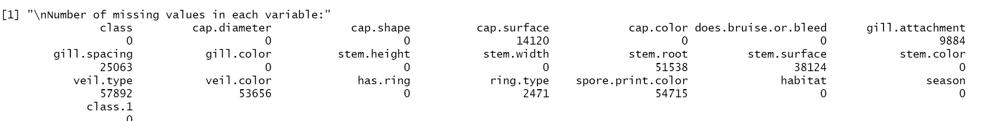 [1] "\nNumber of missing values in each variable:"
class cap.diameter cap.shape cap.surface cap.color does.bruise.or.bleed gill.attachment
0 0 0 14120 0 0 9884
gill.spacing gill.color stem.height stem.width stem.root stem.surface stem.color
25063 0 0 0 51538 38124 0
veil.type veil.color has.ring ring.type spore.print.color habitat season
57892 53656 0 2471 54715 0 0
class.1
0